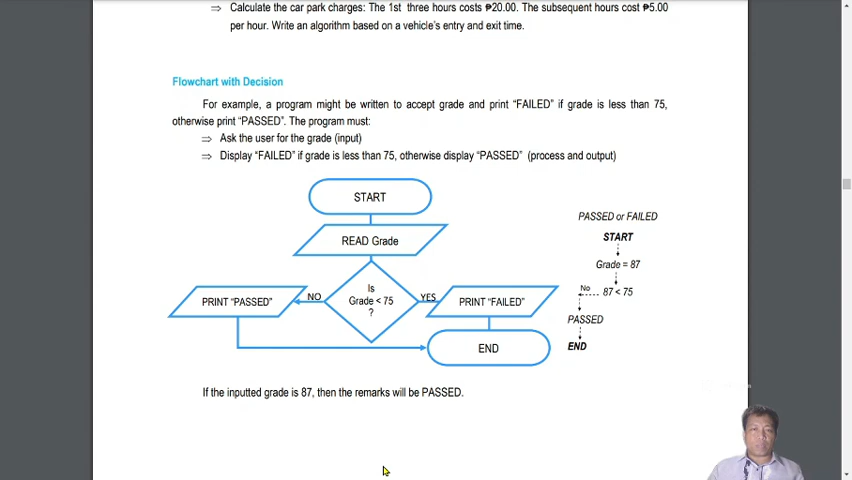 ⇒ Calculate the car park charges: The 1st three hours costs ₱20.00. The subsequent hours cost ₱5.00
per hour. Write an algorithm based on a vehicle's entry and exit time.
Flowchart with Decision
For example, a program might be written to accept grade and print “FAILED” if grade is less than 75,
otherwise print “PASSED”. The program must:
⇒ Ask the user for the grade (input)
⇒ Display “FAILED” if grade is less than 75, otherwise display “PASSED” (process and output)
START
READ Grade
Is
Grade < 75
?
NO
YES
PRINT “PASSED”
PRINT “FAILED”
END
PASSED or FAILED
START
Grade = 87
No
87 < 75
PASSED
END
If the inputted grade is 87, then the remarks will be PASSED.